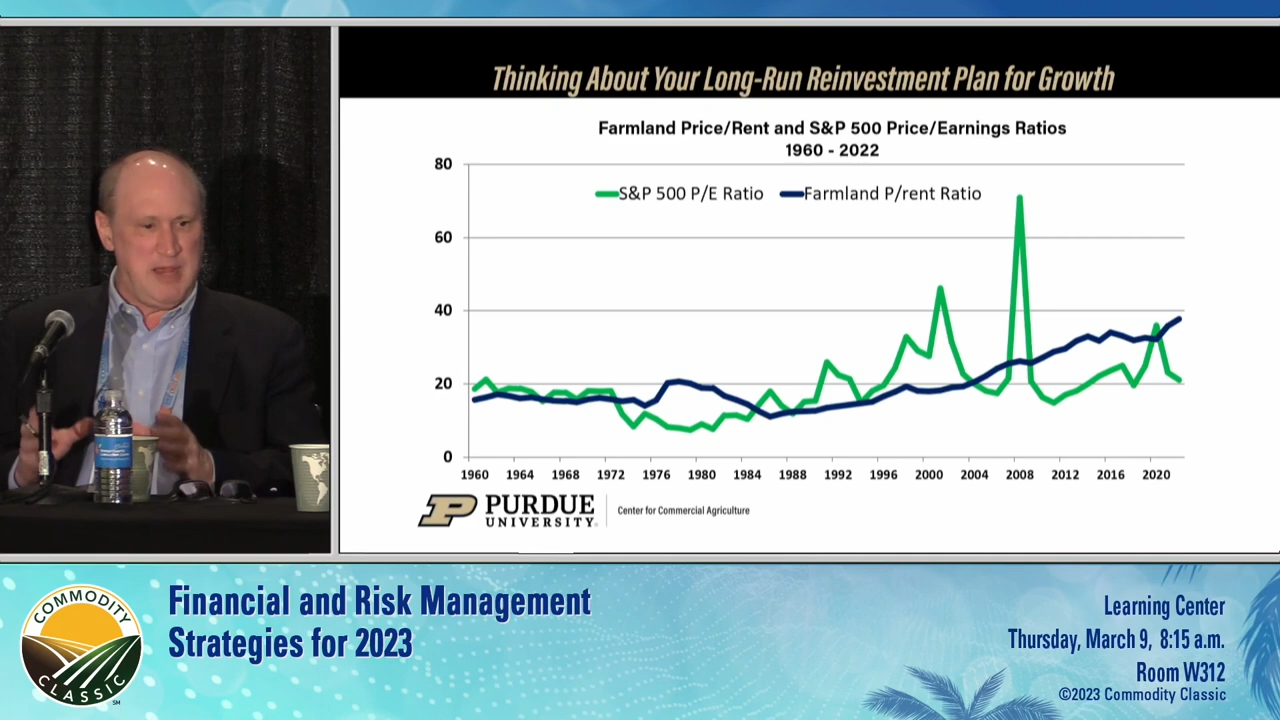 Thinking About Your Long-Run Reinvestment Plan for Growth
Farmland Price/Rent and S&P 500 Price/Earnings Ratios
1960 - 2022
S&P 500 P/E Ratio Farmland P/rent Ratio
80
60
40
20
0
1960 1964 1968 1972 1976 1980 1984 1988 1992 1996 2000 2004 2008 2012 2016 2020
P PURDUE
UNIVERSITY.
Center for Commercial Agriculture
COMMODITY
CLASSIC
SM
Financial and Risk Management
Strategies for 2023
Learning Center
Thursday, March 9, 8:15 a.m.
Room W312
©2023 Commodity Classic